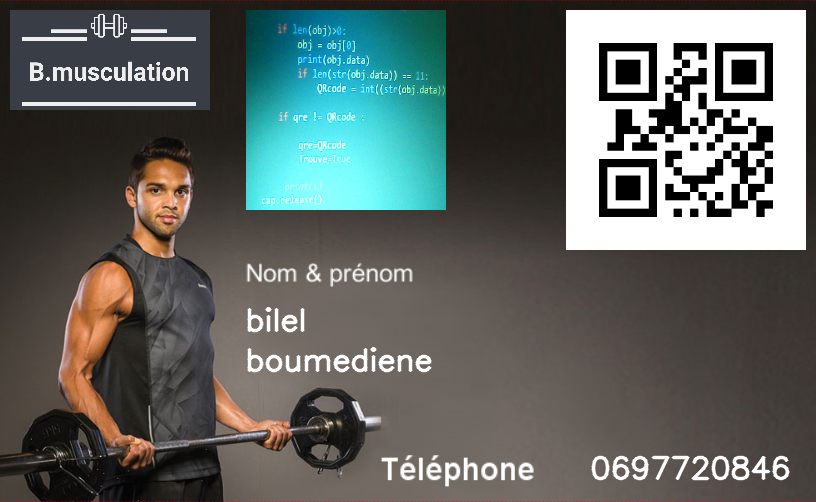 B.musculation
if len(obj)>0:
obj = obj[0]
print(obj.data)
if len(str(obj.data)) == 11:
QRcode = int((str(obj.data))
if qre != QRcode :
qre=QRcode
Trouve=True
print(i)
cap.release()
Nom & prénom
bilel
boumediene
Téléphone 0697720846